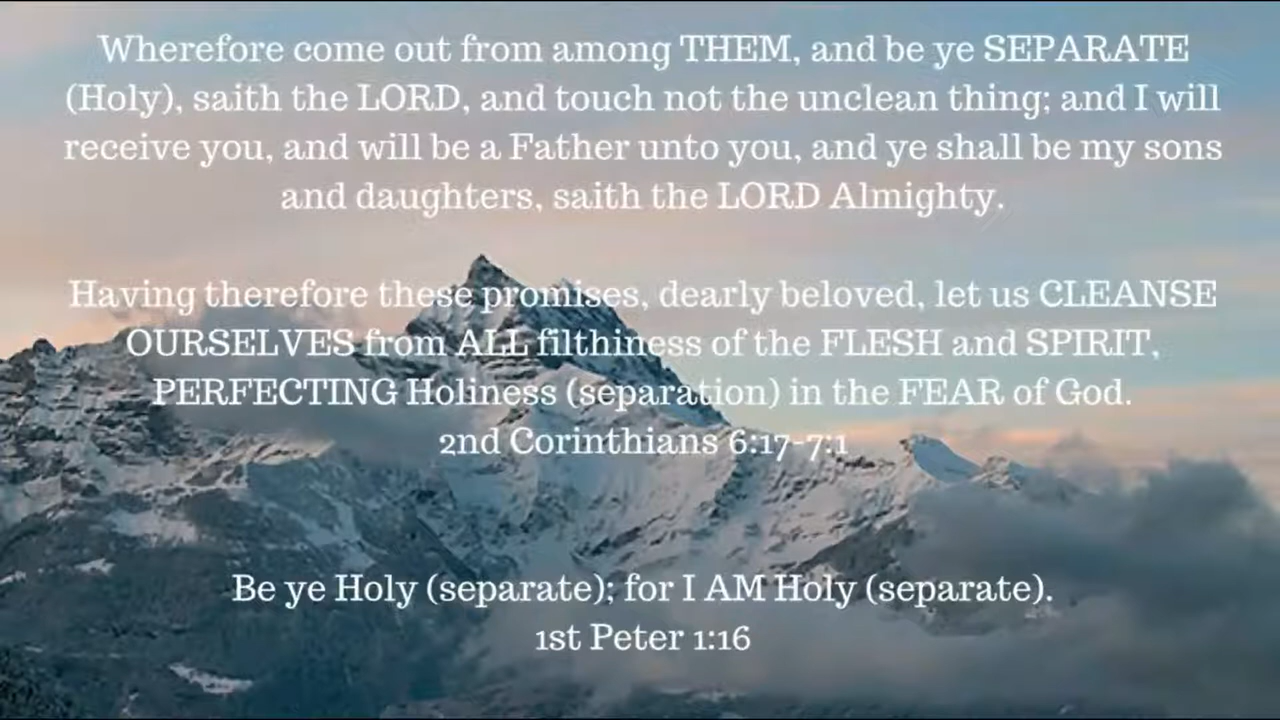 Wherefore come out from among THEM, and be ye SEPARATE
(Holy), saith the LORD, and touch not the unclean thing; and I will
receive you, and will be a Father unto you, and ye shall be my sons
and daughters, saith the LORD Almighty.
Having therefore these promises, dearly beloved, let us CLEANSE
OURSELVES from ALL filthiness of the FLESH and SPIRIT,
PERFECTING Holiness (separation) in the FEAR of God.
2nd Corinthians 6:17-7:1
Be ye Holy (separate); for I AM Holy (separate).
1st Peter 1:16